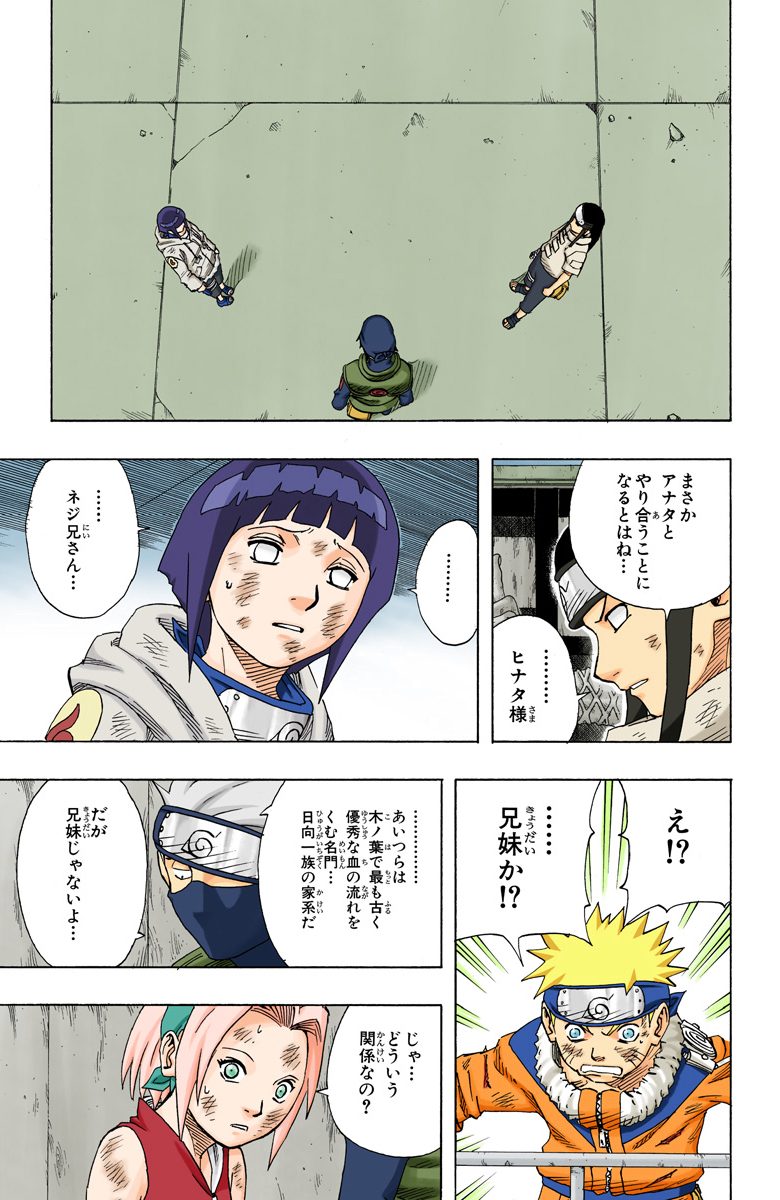 まさか
アナタと
やり合うことに
なるとはね…
………
ヒナタ様
………
……
ネジ兄さん…
え!?
……
兄妹か!?
…………
あいつらは
木ノ葉で最も古く
優秀な血の流れを
くむ名門…
日向一族の家系だ
だが
兄妹じゃないよ…
じゃ…
どういう
関係なの？